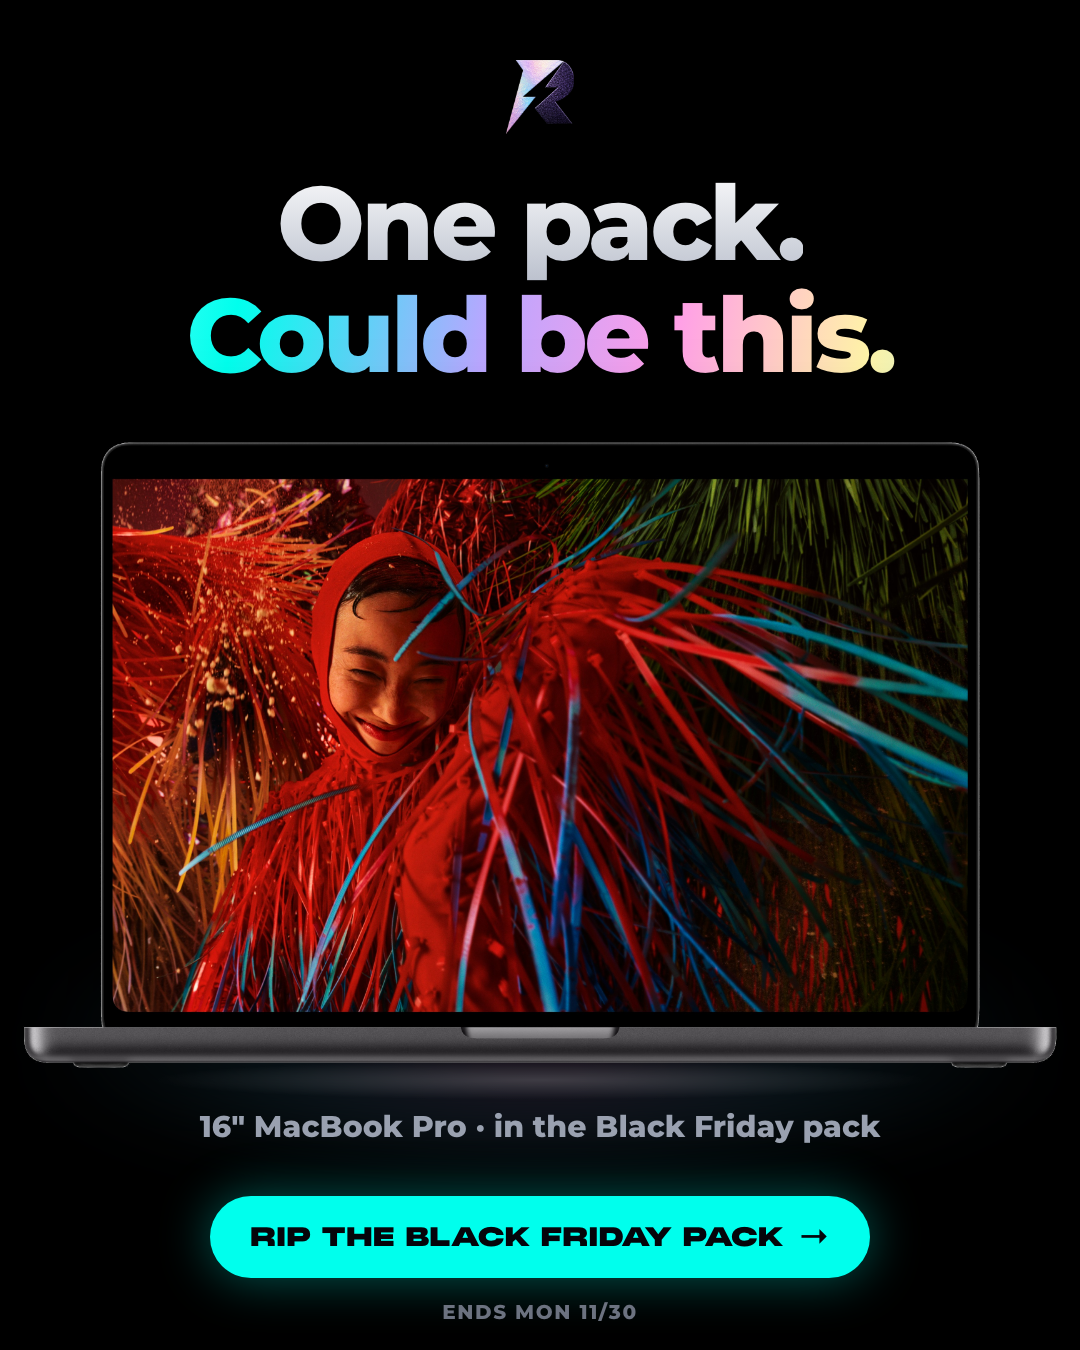 One pack.
Could be this.
16" MacBook Pro · in the Black Friday pack
RIP THE BLACK FRIDAY PACK →
ENDS MON 11/30